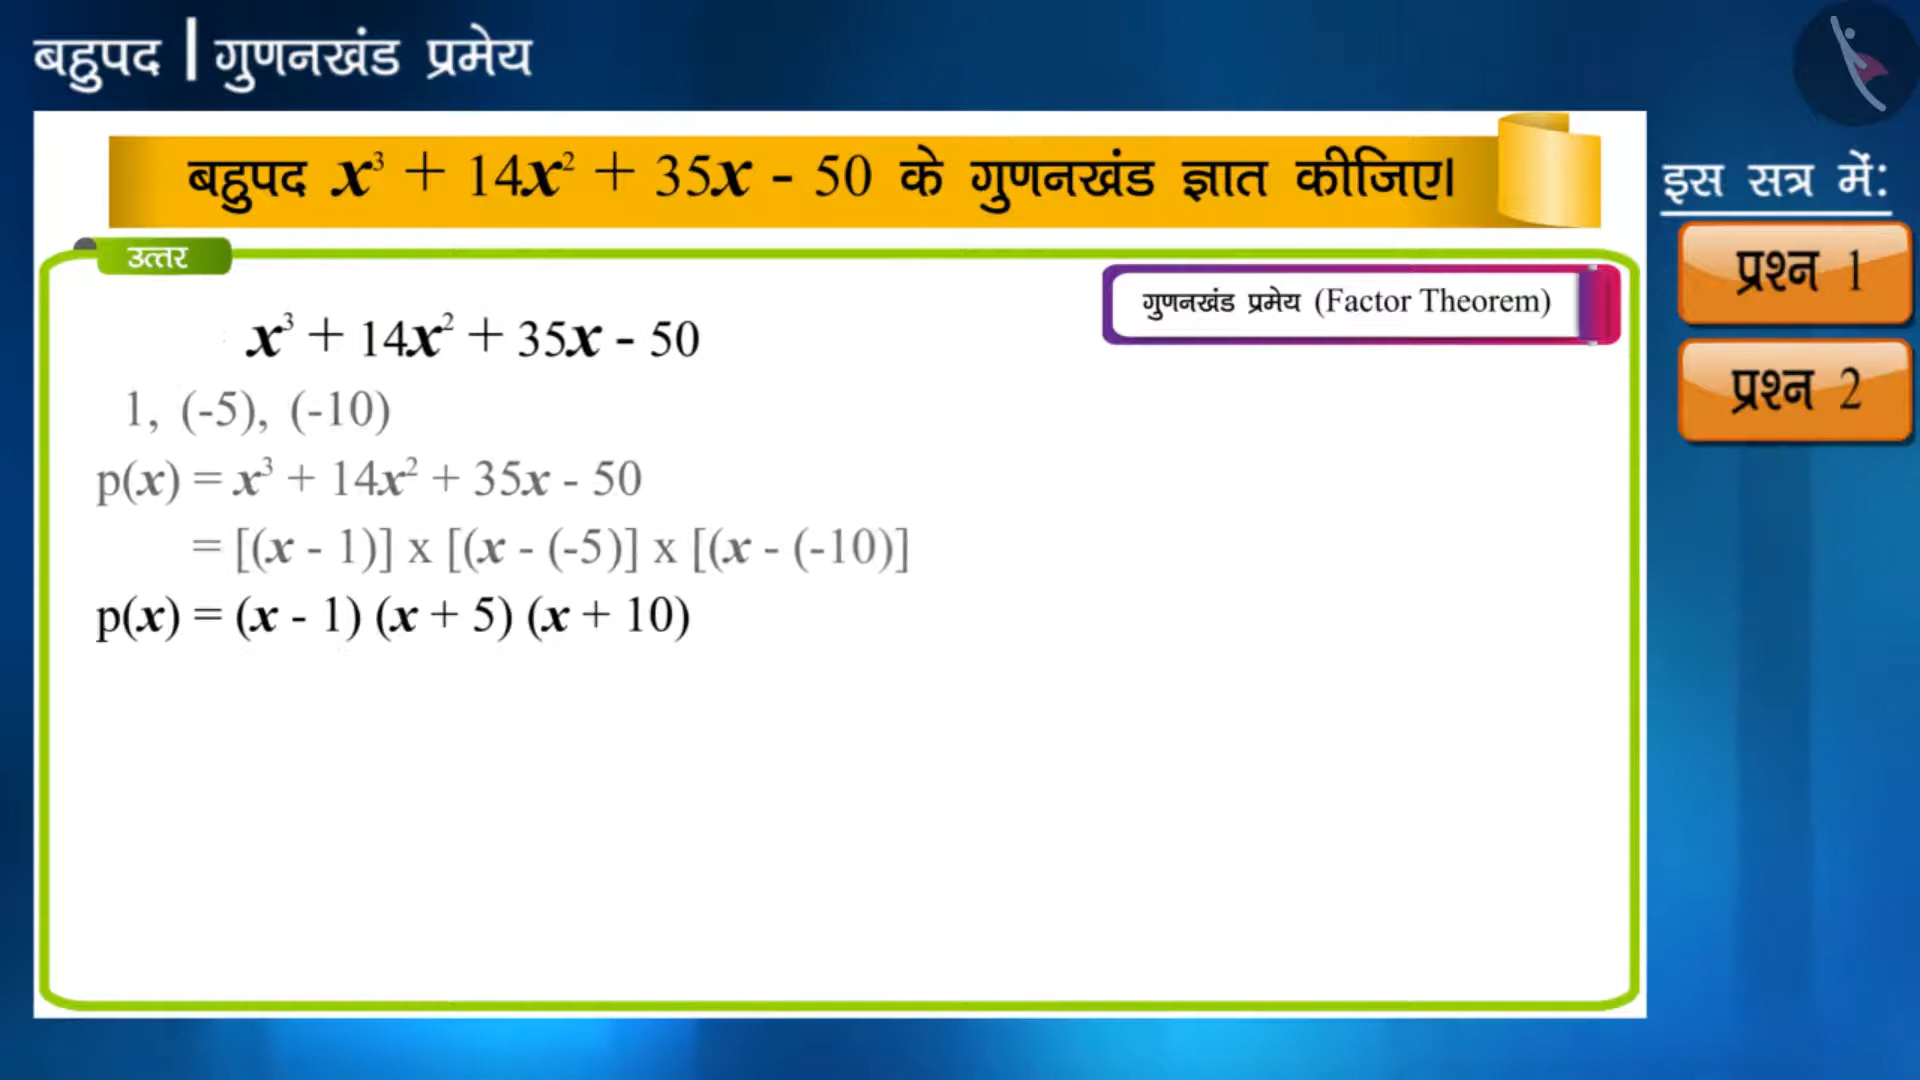 बहुपद | गुणनखंड प्रमेय
बहुपद x³ + 14x² + 35x - 50 के गुणनखंड ज्ञात कीजिए।
इस सत्र में:
प्रश्न 1
प्रश्न 2
उत्तर
गुणनखंड प्रमेय (Factor Theorem)
x³ + 14x² + 35x - 50
1, (-5), (-10)
p(x) = x³ + 14x² + 35x - 50
= [(x - 1)] x [(x - (-5)] x [(x - (-10)]
p(x) = (x - 1) (x + 5) (x + 10)